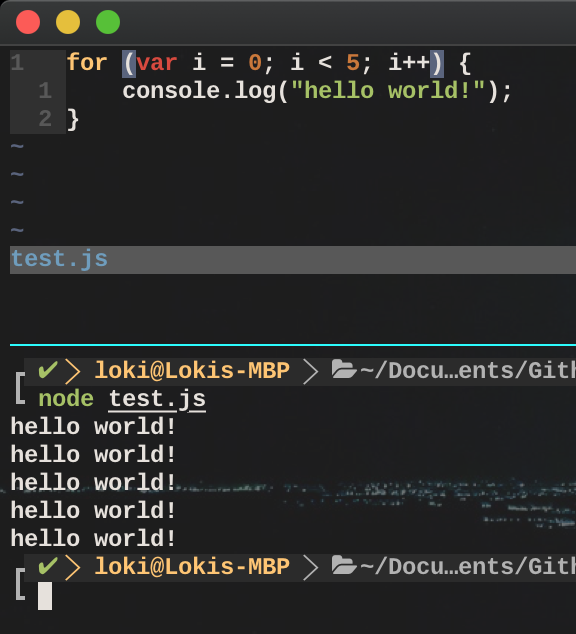 1   for (var i = 0; i < 5; i++) {
  1     console.log("hello world!");
  2 }
~
~
~
~
test.js
✔ loki@Lokis-MBP ~/Docu…ents/Gith
node test.js
hello world!
hello world!
hello world!
hello world!
hello world!
✔ loki@Lokis-MBP ~/Docu…ents/Gith